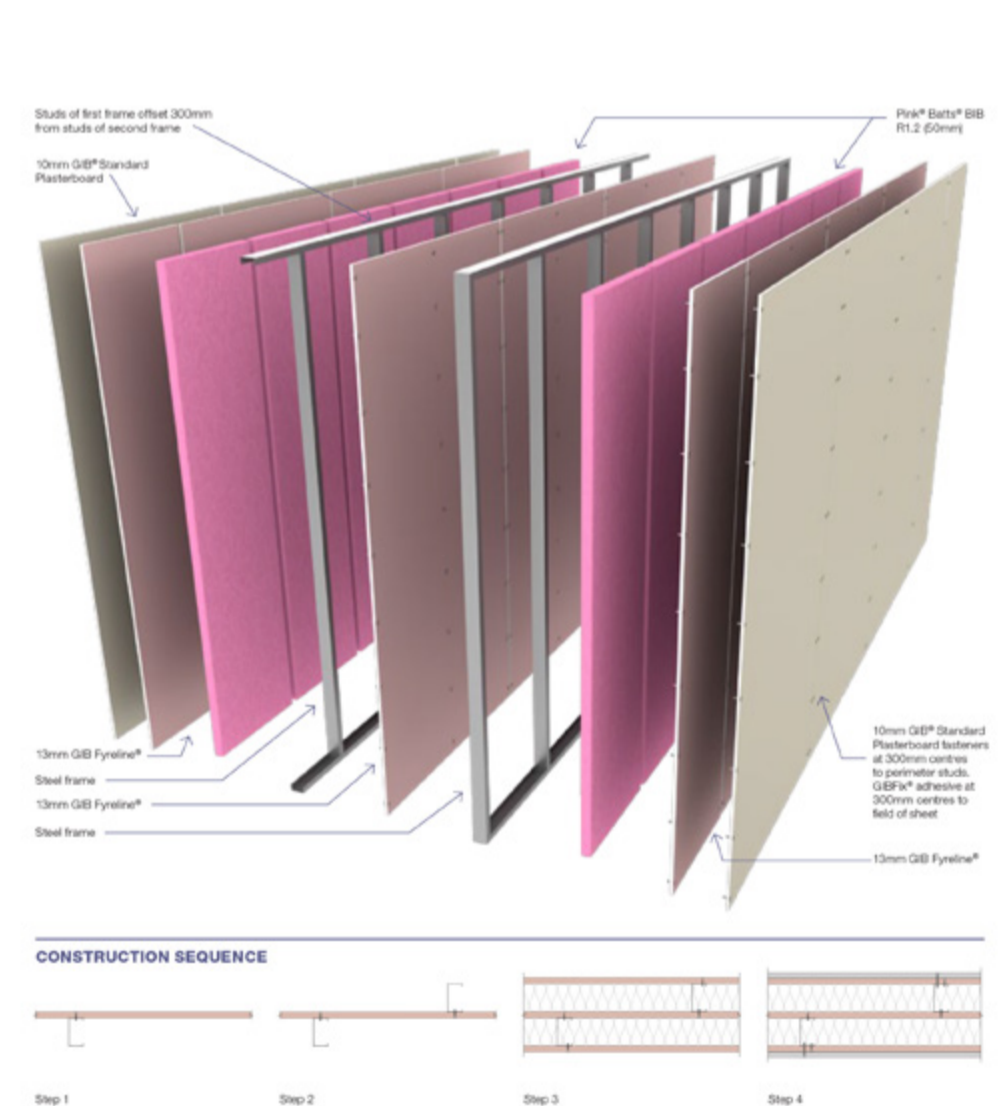 Studs of first frame offset 300mm
from studs of second frame
Pink® Batts® BIB
R1.2 (50mm)
10mm GIB® Standard
Plasterboard
13mm GIB Fyreline®
Steel frame
13mm GIB Fyreline®
Steel frame
10mm GIB® Standard
Plasterboard fasteners
at 300mm centres
to perimeter studs.
GIBFix® adhesive at
300mm centres to
field of sheet
13mm GIB Fyreline®
CONSTRUCTION SEQUENCE
Step 1
Step 2
Step 3
Step 4